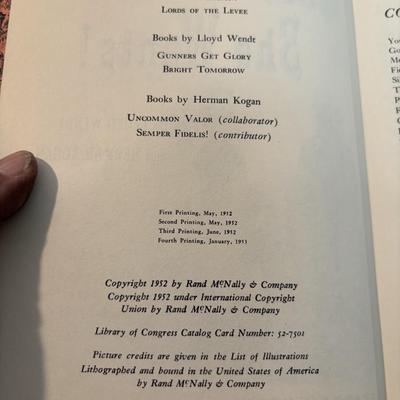 LORDS OF THE LEVEE
Books by Lloyd Wendt
GUNNERS GET GLORY
BRIGHT TOMORROW
Books by Herman Kogan
UNCOMMON VALOR (collaborator)
SEMPER FIDELIS! (contributor)
First Printing, May, 1952
Second Printing, May, 1952
Third Printing, June, 1952
Fourth Printing, January, 1953
Copyright 1952 by Rand McNally & Company
Copyright 1952 under International Copyright
Union by Rand McNally & Company
Library of Congress Catalog Card Number: 52-7501
Picture credits are given in the List of Illustrations
Lithographed and bound in the United States of America
by Rand McNally & Company
CO